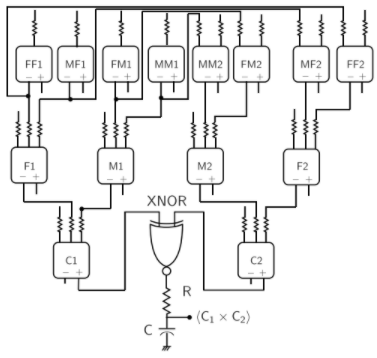 FF1 MF1 FM1 MM1 MM2 FM2 MF2 FF2
− + − + − + − + − + − + − + − +
F1 M1 M2 F2
− + − + − + − +
XNOR
C1 C2
− + − +
R
⟨C₁ × C₂⟩
C